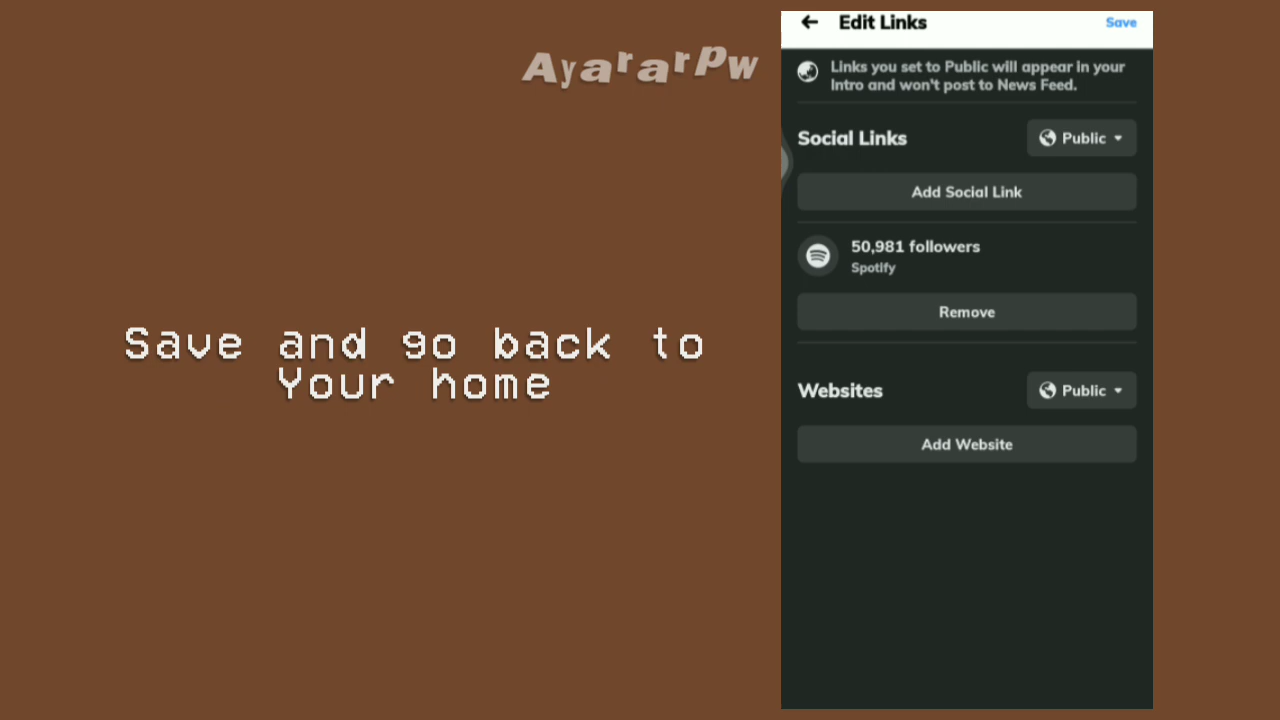 Ayararpw
Save and go back to
Your home
Edit Links
Save
Links you set to Public will appear in your
Intro and won't post to News Feed.
Social Links
Public
Add Social Link
50,981 followers
Spotify
Remove
Websites
Public
Add Website